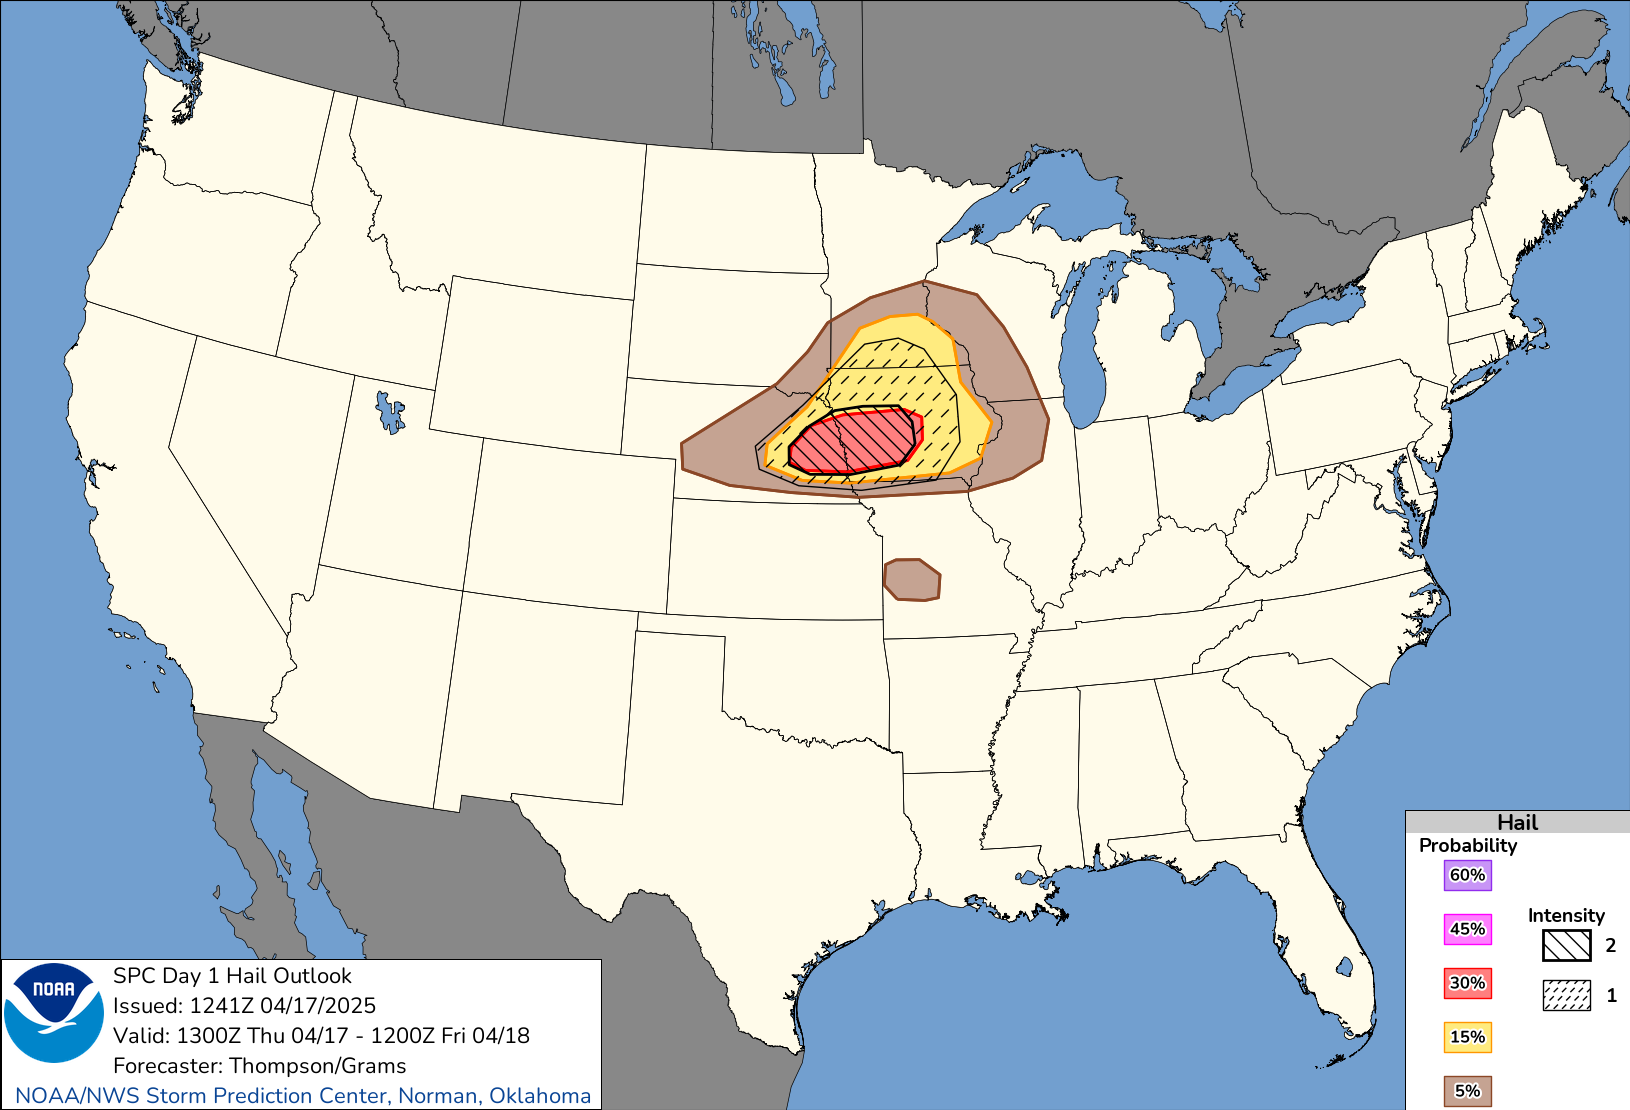 Hail
Probability
60%
45%
30%
15%
5%
Intensity
2
1
NOAA
SPC Day 1 Hail Outlook
Issued: 1241Z 04/17/2025
Valid: 1300Z Thu 04/17 - 1200Z Fri 04/18
Forecaster: Thompson/Grams
NOAA/NWS Storm Prediction Center, Norman, Oklahoma